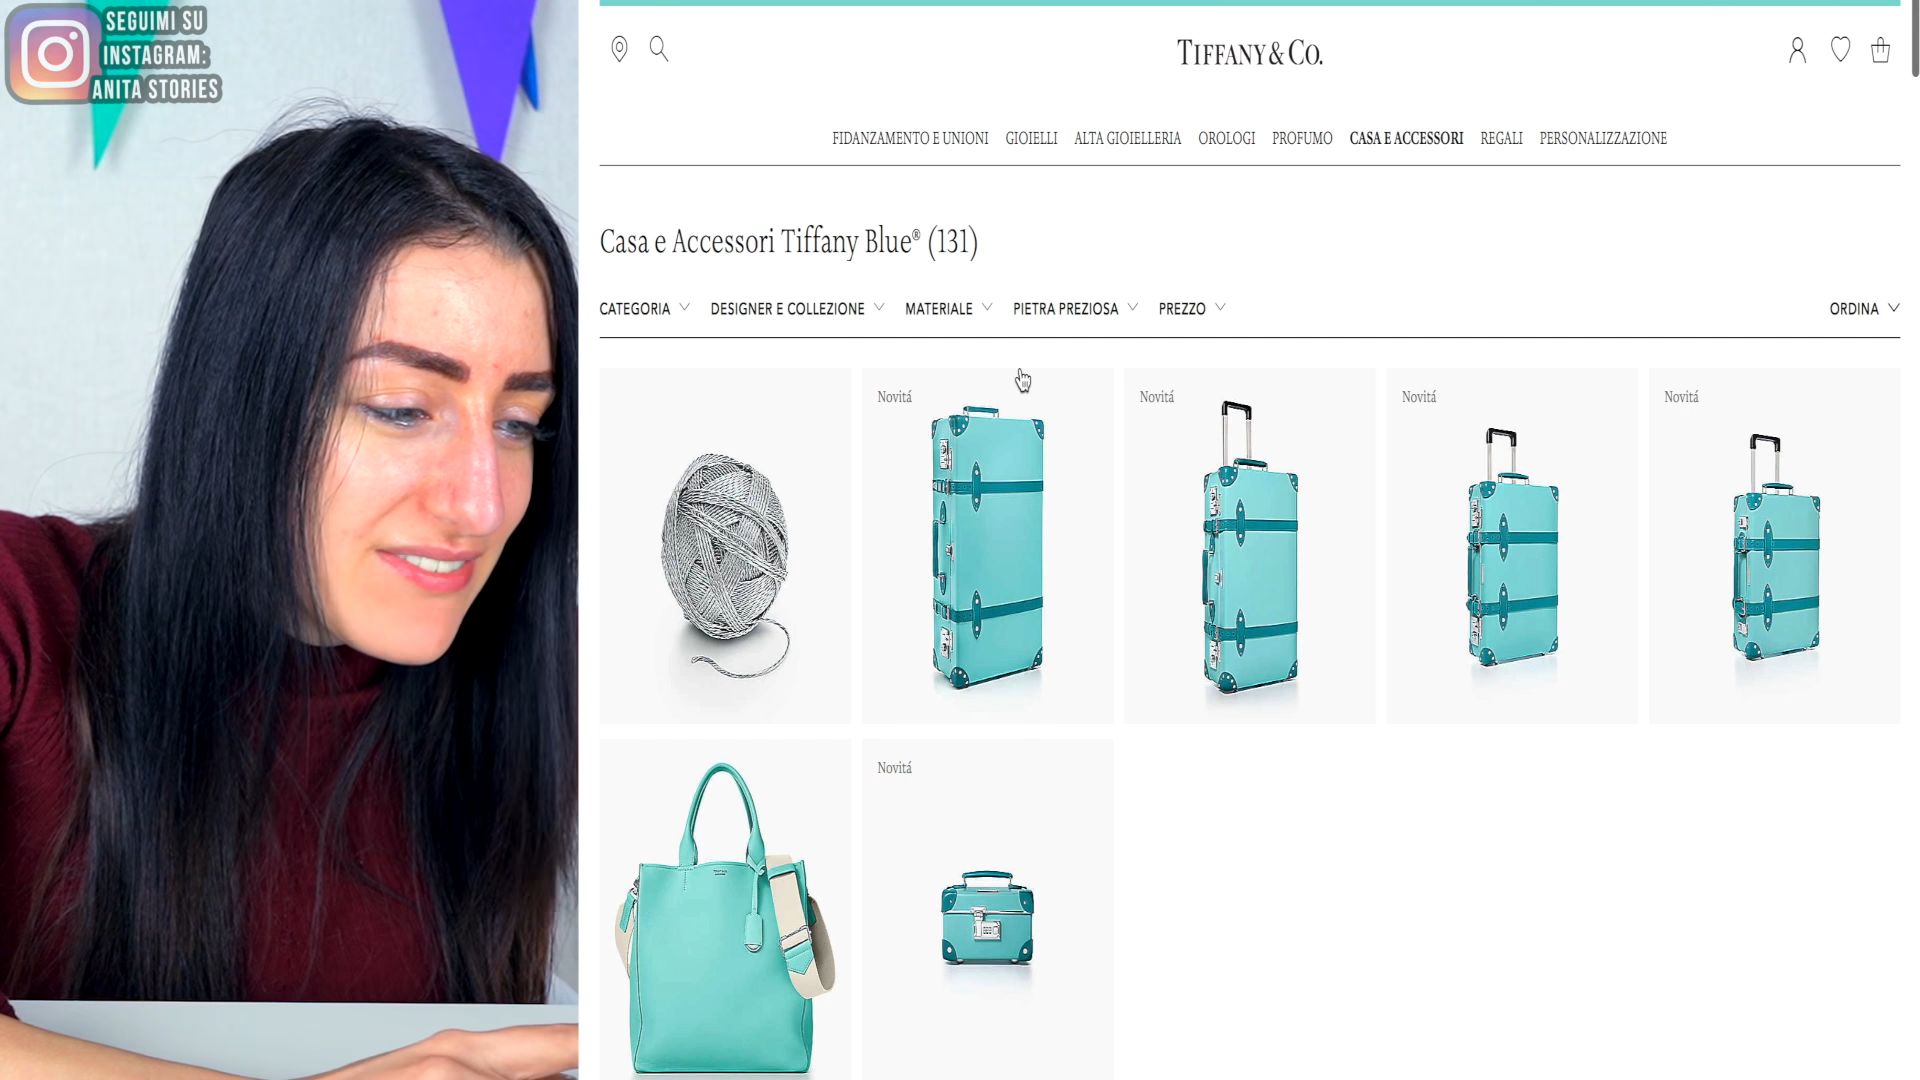 SEGUIMI SU
INSTAGRAM:
ANITA STORIES
TIFFANY & CO.
FIDANZAMENTO E UNIONI GIOIELLI ALTA GIOIELLERIA OROLOGI PROFUMO CASA E ACCESSORI REGALI PERSONALIZZAZIONE
Casa e Accessori Tiffany Blue® (131)
CATEGORIA DESIGNER E COLLEZIONE MATERIALE PIETRA PREZIOSA PREZZO ORDINA
Novitá Novitá Novitá Novitá
Novitá